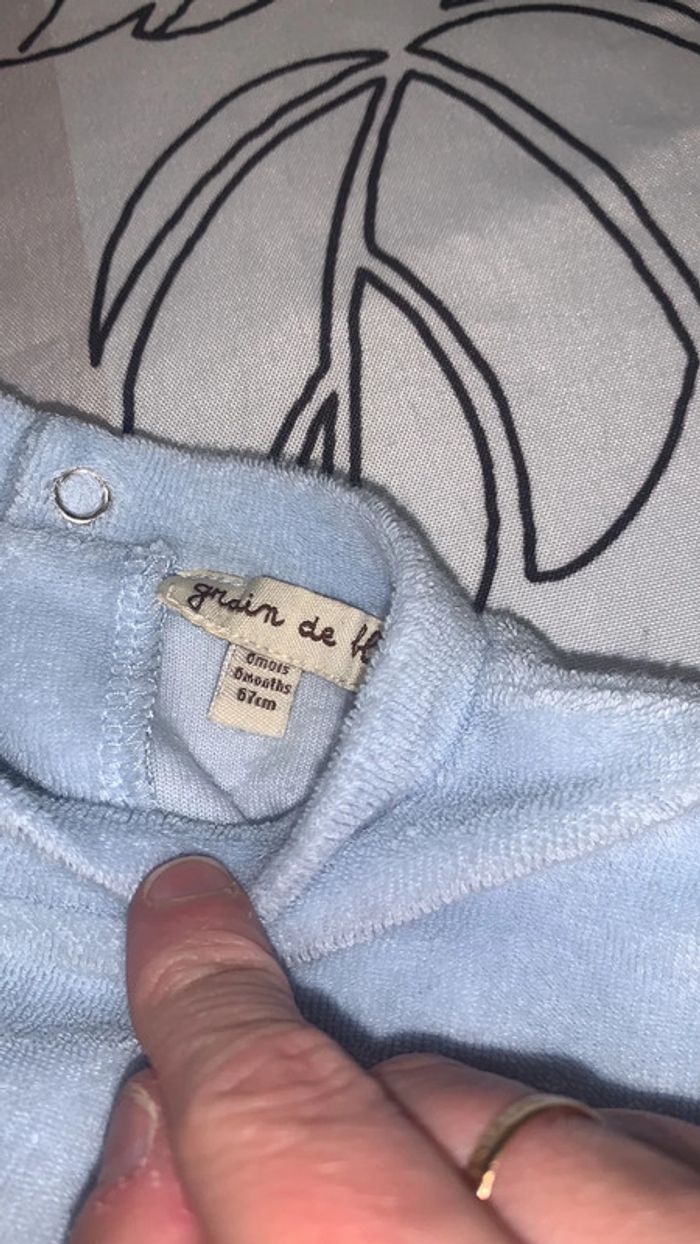 grain de bl
6mois
6months
67cm